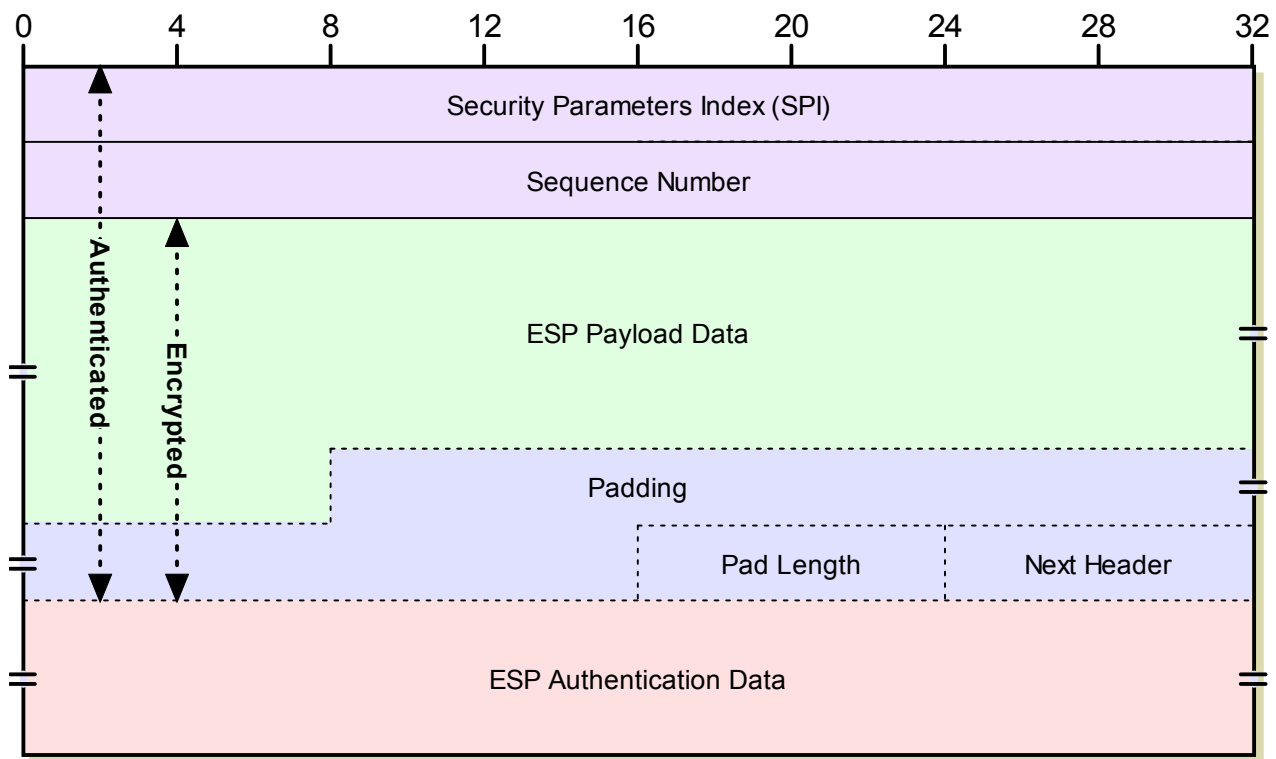 0 4 8 12 16 20 24 28 32
Security Parameters Index (SPI)
Sequence Number
Authenticated
Encrypted
ESP Payload Data
Padding
Pad Length Next Header
ESP Authentication Data